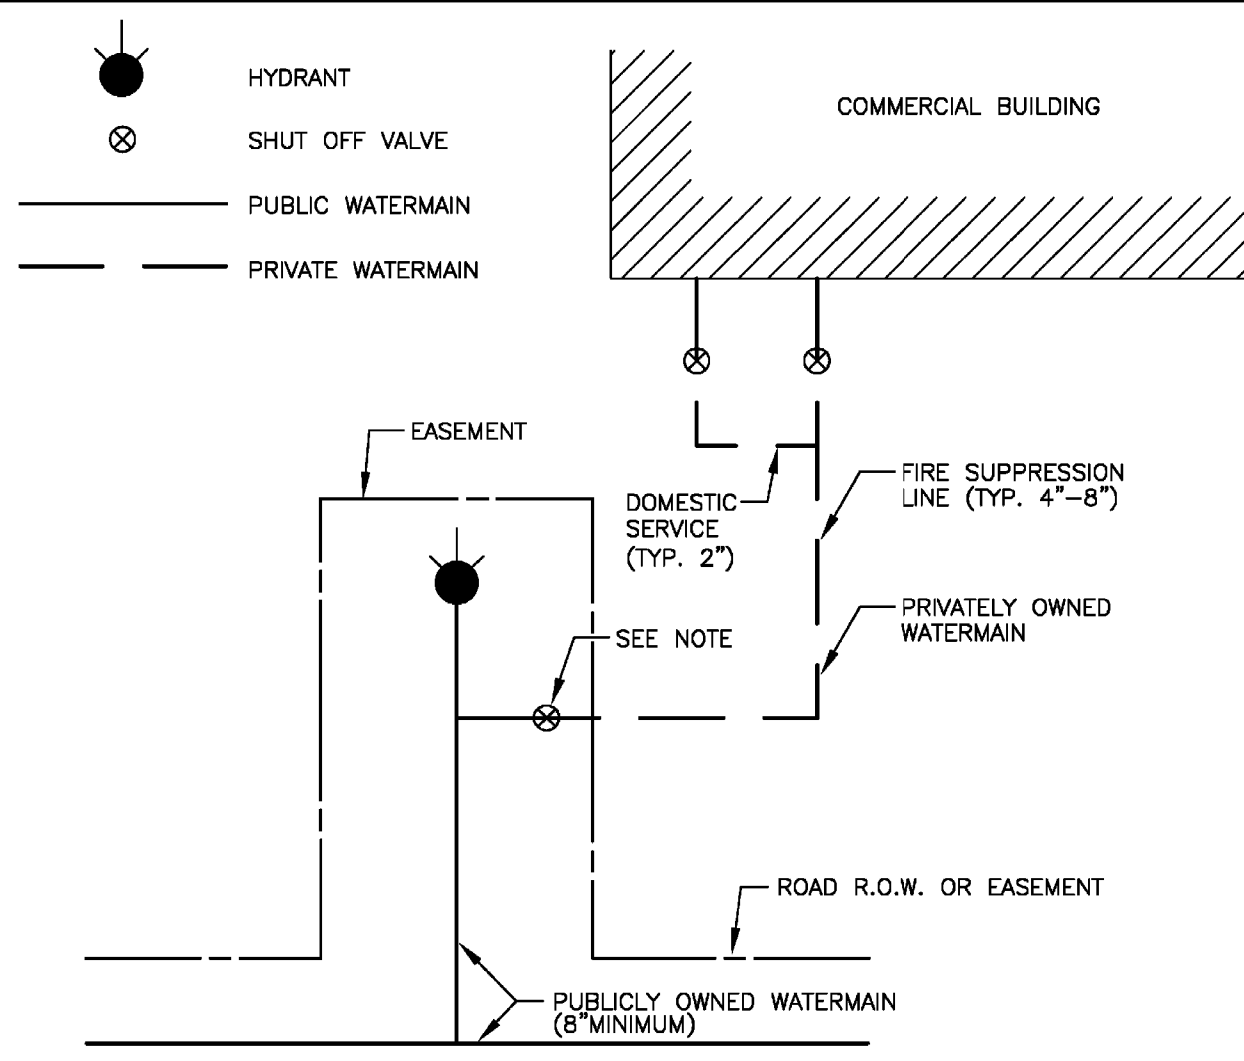 HYDRANT
SHUT OFF VALVE
PUBLIC WATERMAIN
PRIVATE WATERMAIN
COMMERCIAL BUILDING
EASEMENT
DOMESTIC
SERVICE
(TYP. 2")
FIRE SUPPRESSION
LINE (TYP. 4"-8")
PRIVATELY OWNED
WATERMAIN
SEE NOTE
ROAD R.O.W. OR EASEMENT
PUBLICLY OWNED WATERMAIN
(8"MINIMUM)